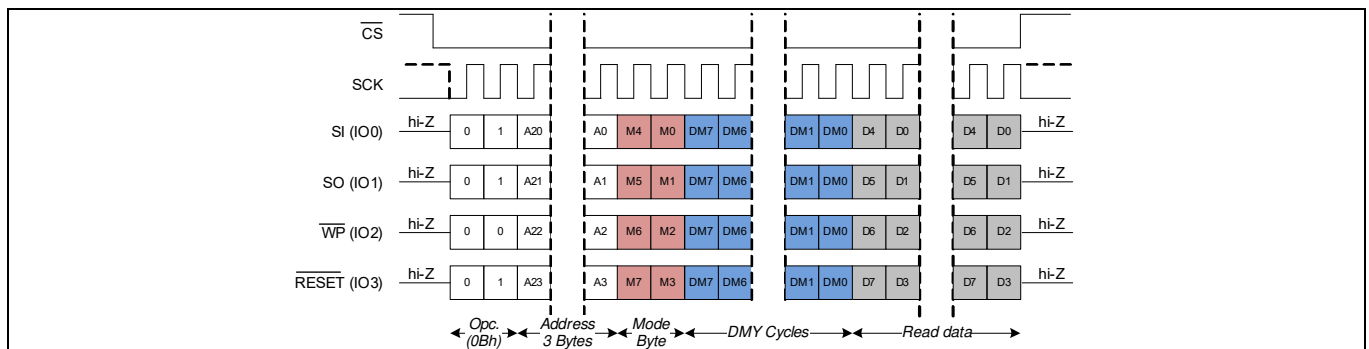 CS
SCK
SI (IO0) hi-Z 0 1 A20 A0 M4 M0 DM7 DM6 DM1 DM0 D4 D0 D4 D0 hi-Z
SO (IO1) hi-Z 0 1 A21 A1 M5 M1 DM7 DM6 DM1 DM0 D5 D1 D5 D1 hi-Z
WP (IO2) hi-Z 0 0 A22 A2 M6 M2 DM7 DM6 DM1 DM0 D6 D2 D6 D2 hi-Z
RESET (IO3) hi-Z 0 1 A23 A3 M7 M3 DM7 DM6 DM1 DM0 D7 D3 D7 D3 hi-Z
Opc. Address Mode DMY Cycles Read data
(0Bh) 3 Bytes Byte